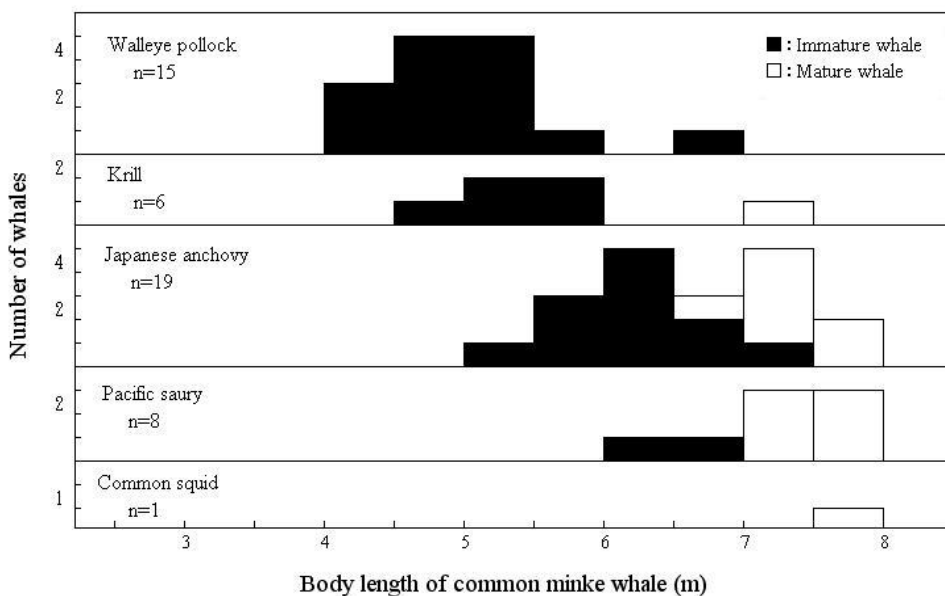 Walleye pollock
n=15
■: Immature whale
□: Mature whale
4
2
Krill
n=6
2
Japanese anchovy
n=19
4
2
Pacific saury
n=8
2
Common squid
n=1
1
3 4 5 6 7 8
Number of whales
Body length of common minke whale (m)